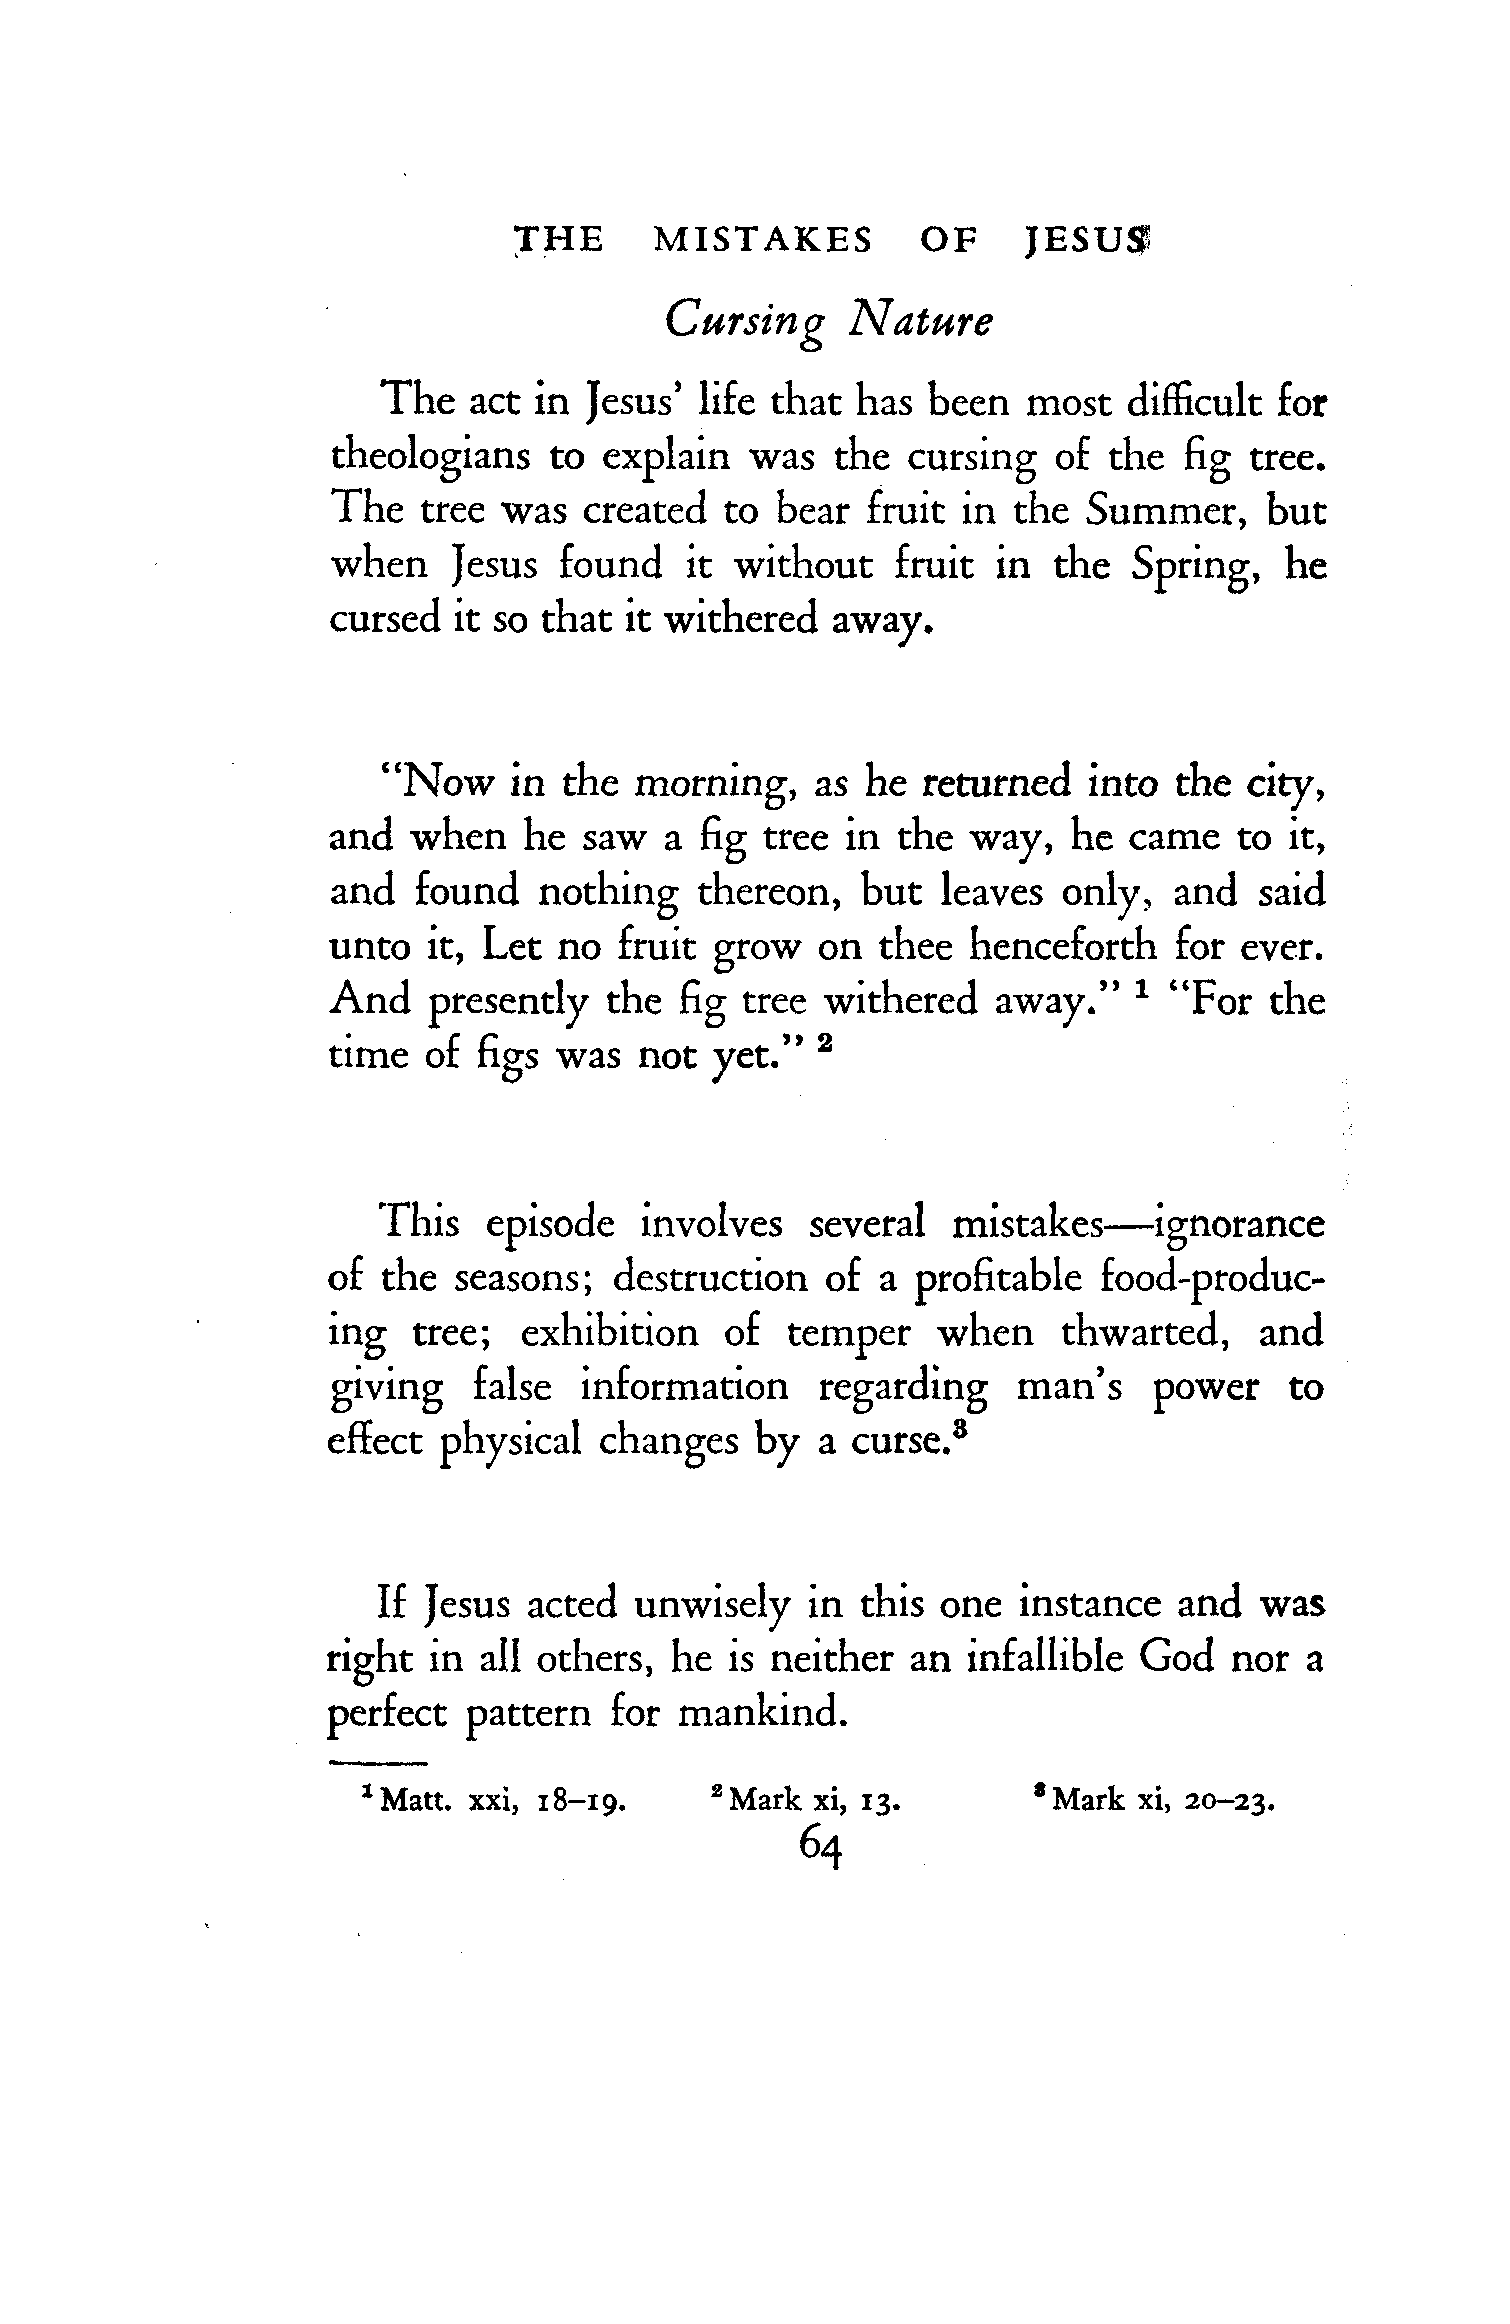 THE MISTAKES OF JESUS
Cursing Nature
The act in Jesus' life that has been most difficult for
theologians to explain was the cursing of the fig tree.
The tree was created to bear fruit in the Summer, but
when Jesus found it without fruit in the Spring, he
cursed it so that it withered away.
"Now in the morning, as he returned into the city,
and when he saw a fig tree in the way, he came to it,
and found nothing thereon, but leaves only, and said
unto it, Let no fruit grow on thee henceforth for ever.
And presently the fig tree withered away." ¹ "For the
time of figs was not yet." ²
This episode involves several mistakes—ignorance
of the seasons; destruction of a profitable food-produc-
ing tree; exhibition of temper when thwarted, and
giving false information regarding man's power to
effect physical changes by a curse.³
If Jesus acted unwisely in this one instance and was
right in all others, he is neither an infallible God nor a
perfect pattern for mankind.
¹ Matt. xxi, 18–19. ² Mark xi, 13. ³ Mark xi, 20–23.
64